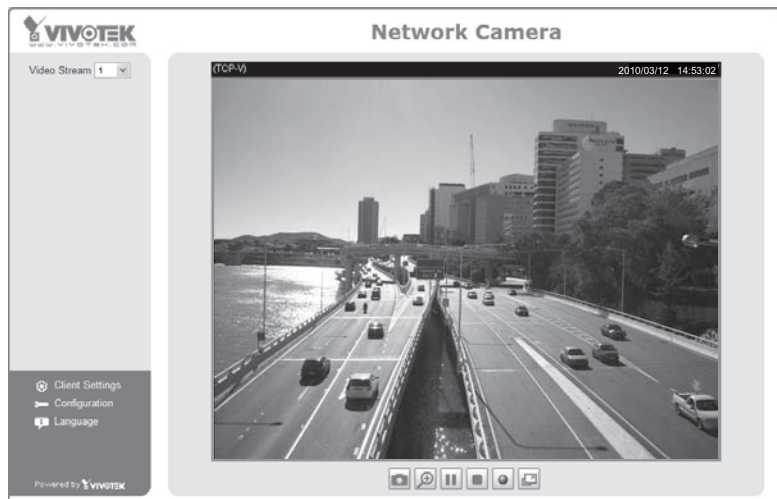 VIVOTEK
WWW.VIVOTEK.COM
Network Camera
Video Stream 1
(TCP-V) 2010/03/12 14:53:02
Client Settings
Configuration
Language
Powered by VIVOTEK